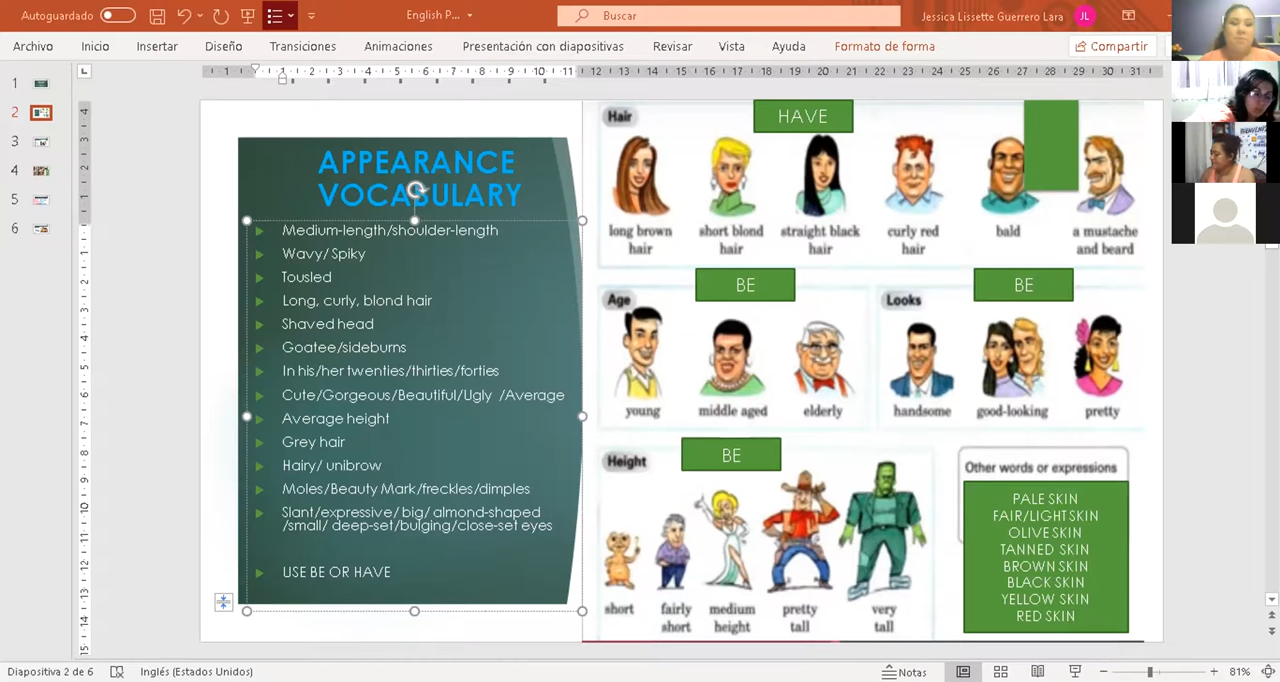 Autoguardado
English P...
Buscar
Jessica Lissette Guerrero Lara
JL
Archivo Inicio Insertar Diseño Transiciones Animaciones Presentación con diapositivas Revisar Vista Ayuda Formato de forma
Compartir
1
2
3
4
5
6
APPEARANCE
VOCABULARY
Medium-length/shoulder-length
Wavy/ Spiky
Tousled
Long, curly, blond hair
Shaved head
Goatee/sideburns
In his/her twenties/thirties/forties
Cute/Gorgeous/Beautiful/Ugly /Average
Average height
Grey hair
Hairy/ unibrow
Moles/Beauty Mark/freckles/dimples
Slant/expressive/ big/ almond-shaped
/small/ deep-set/bulging/close-set eyes
USE BE OR HAVE
Hair
HAVE
long brown
hair
short blond
hair
straight black
hair
curly red
hair
bald
a mustache
and beard
Age
BE
young
middle aged
elderly
Looks
BE
handsome
good-looking
pretty
Height
BE
short
fairly
short
medium
height
pretty
tall
very
tall
Other words or expressions
PALE SKIN
FAIR/LIGHT SKIN
OLIVE SKIN
TANNED SKIN
BROWN SKIN
BLACK SKIN
YELLOW SKIN
RED SKIN
Diapositiva 2 de 6
Inglés (Estados Unidos)
Notas
81%